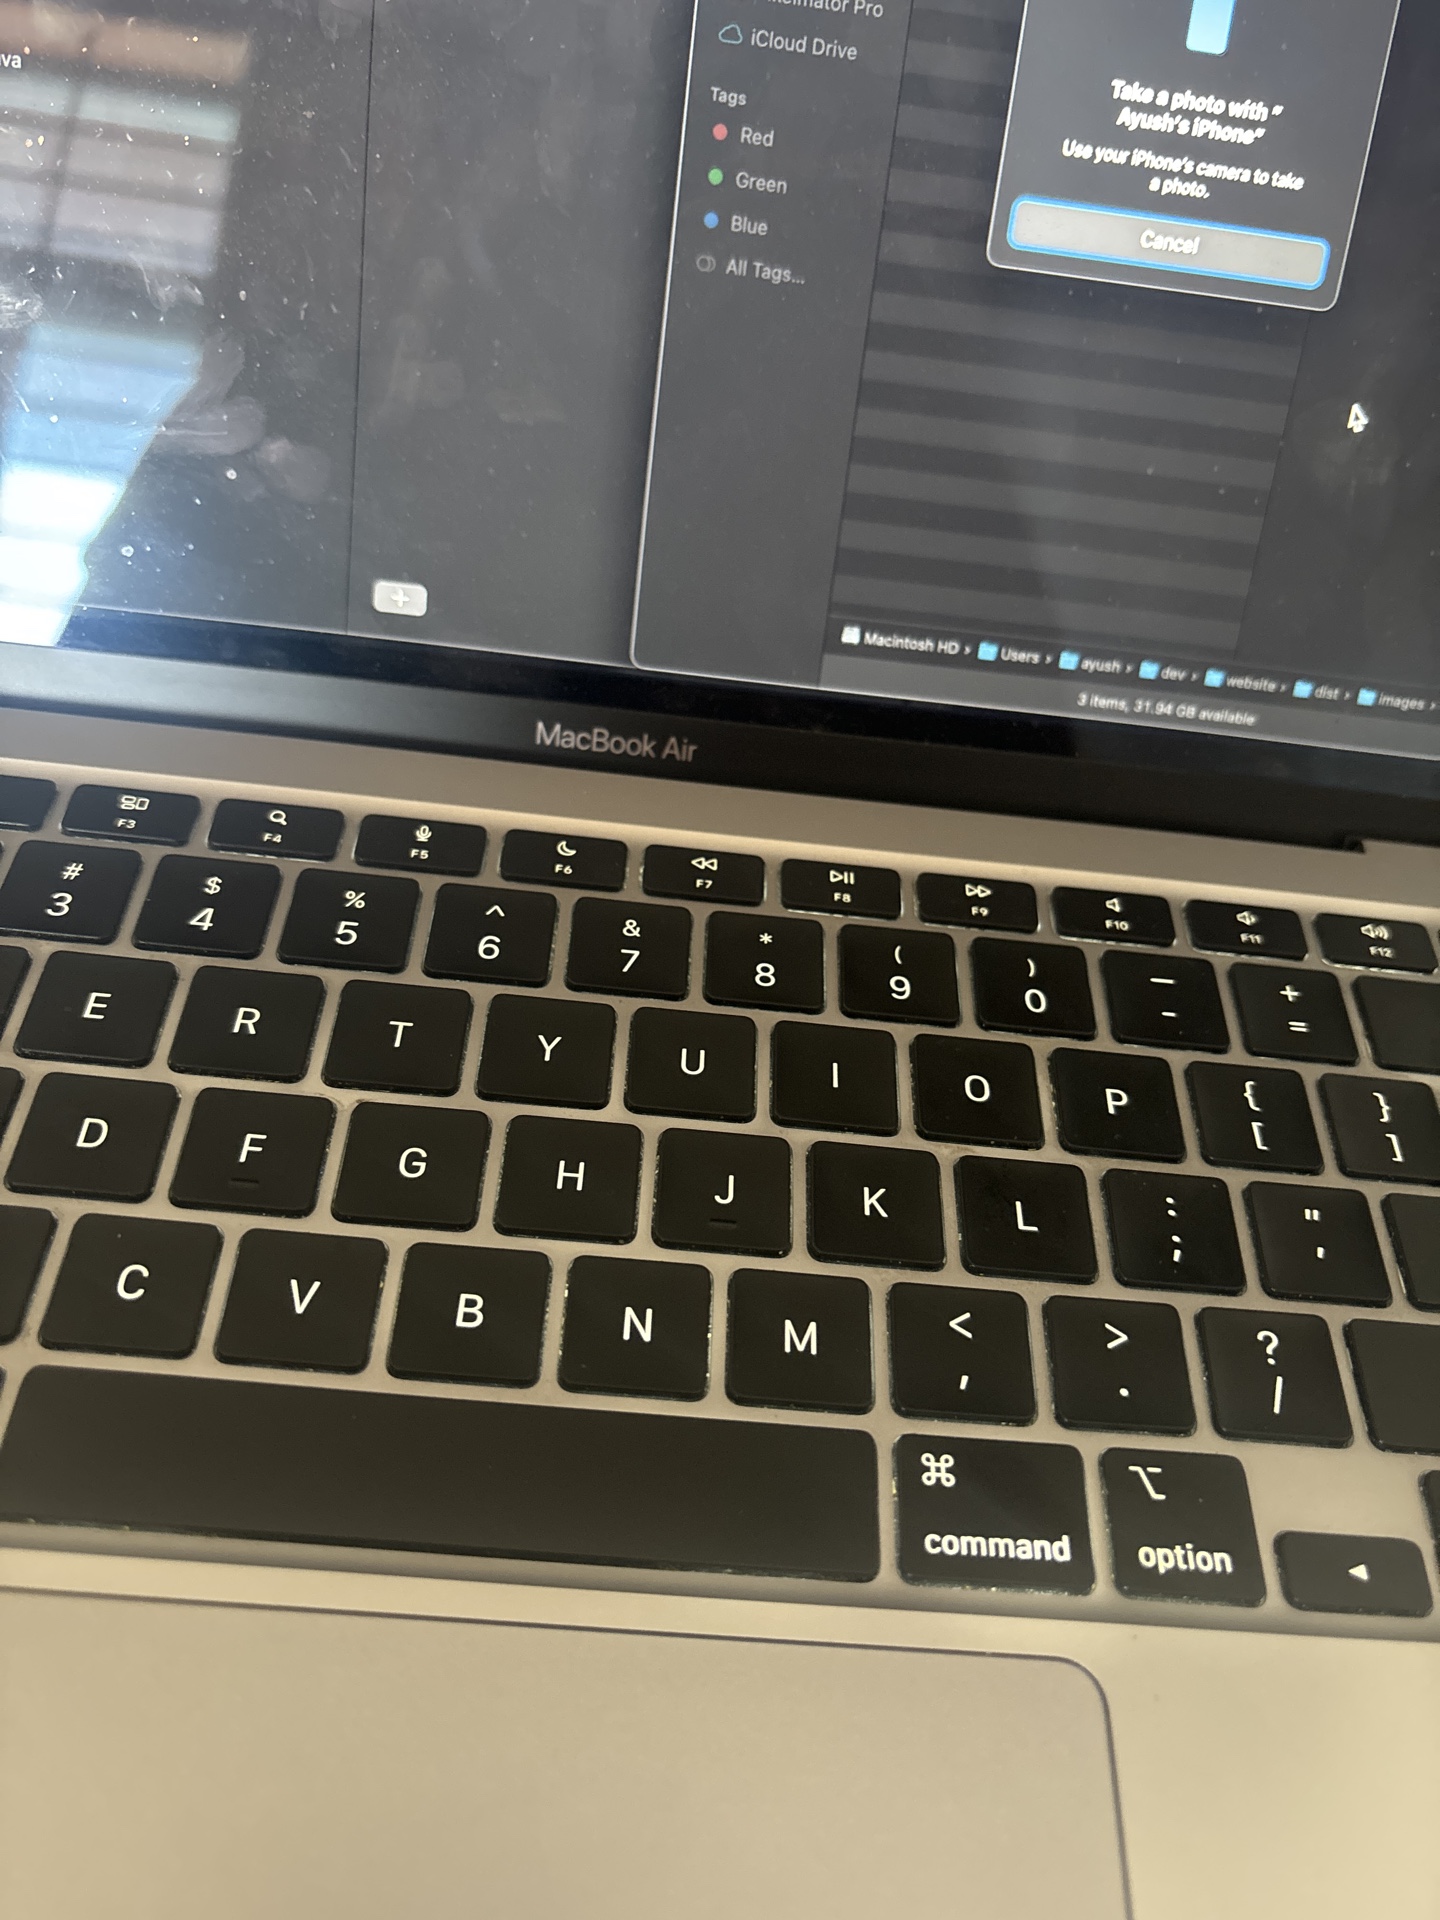 iCloud Drive
Tags
Red
Green
Blue
All Tags...
Take a photo with "
Ayush's iPhone"
Use your iPhone's camera to take
a photo.
Cancel
+
Macintosh HD › Users › ayush › dev › website › dist › images ›
3 items, 31.94 GB available
MacBook Air
F3 F4 F5 F6 F7 F8 F9 F10 F11 F12
# $ % ^ & * ( ) — +
3 4 5 6 7 8 9 0 - =
E R T Y U I O P { }
[ ]
D F G H J K L : "
; '
C V B N M < > ?
, . /
⌘ ⌥
command option ◀